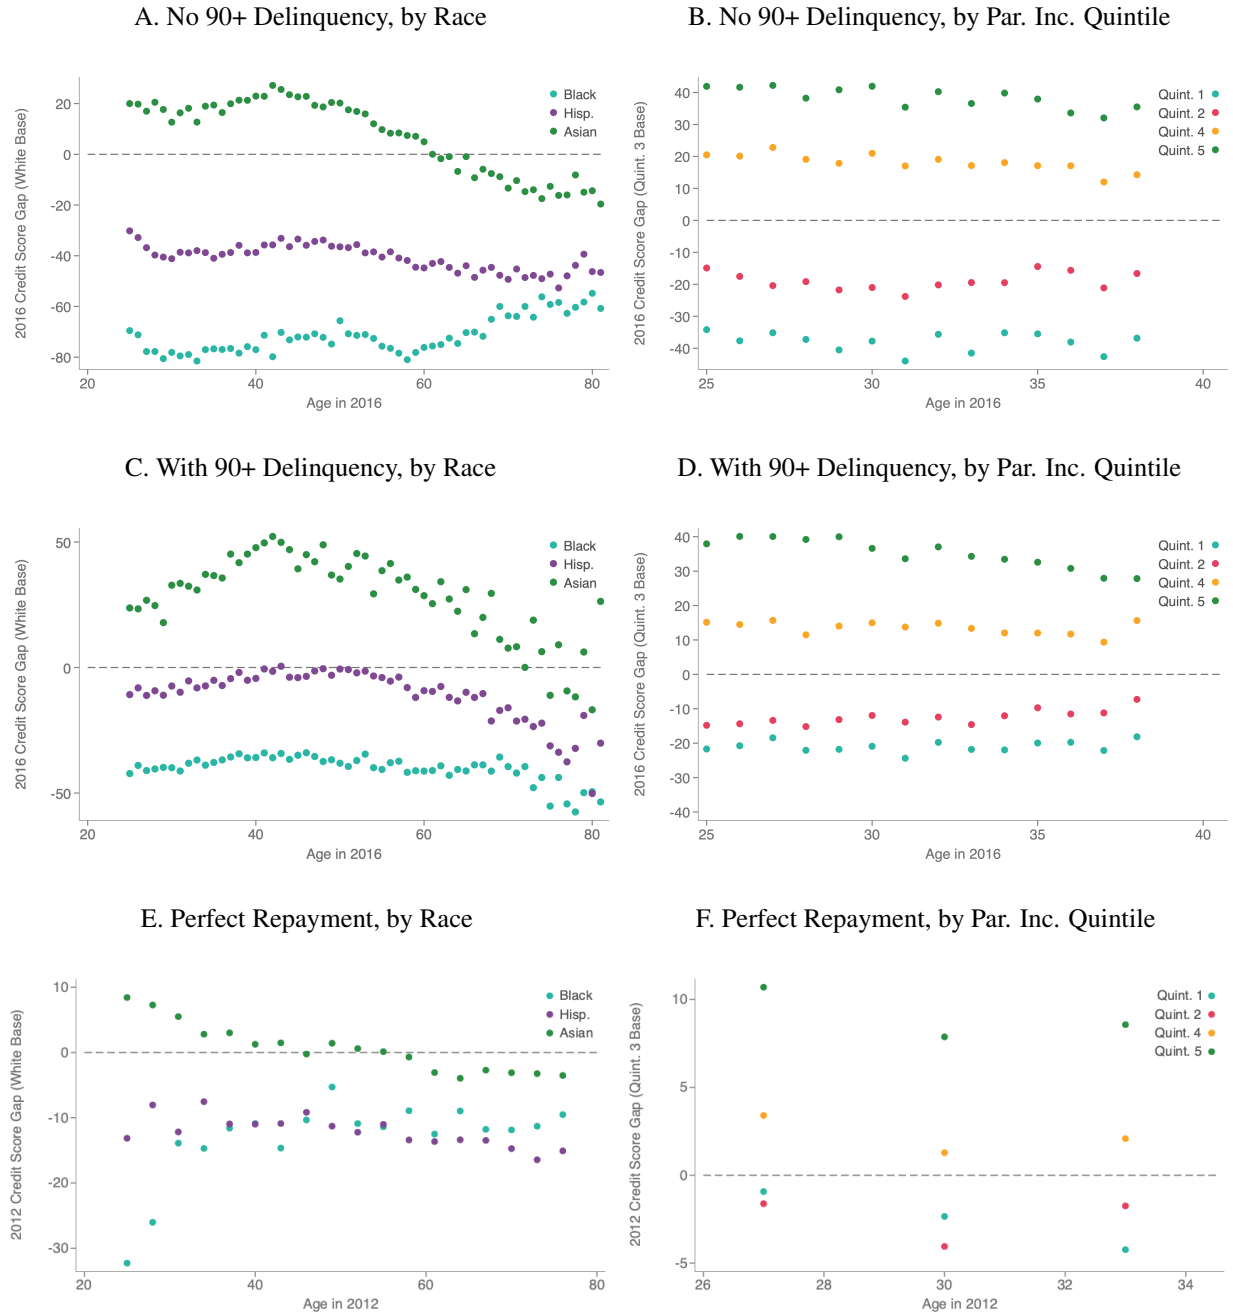 A. No 90+ Delinquency, by Race
2016 Credit Score Gap (White Base)
20
0
-20
-40
-60
-80
Black
Hisp.
Asian
20
40
60
80
Age in 2016
B. No 90+ Delinquency, by Par. Inc. Quintile
2016 Credit Score Gap (Quint. 3 Base)
40
30
20
10
0
-10
-20
-30
-40
Quint. 1
Quint. 2
Quint. 4
Quint. 5
25
30
35
40
Age in 2016
C. With 90+ Delinquency, by Race
2016 Credit Score Gap (White Base)
50
0
-50
Black
Hisp.
Asian
20
40
60
80
Age in 2016
D. With 90+ Delinquency, by Par. Inc. Quintile
2016 Credit Score Gap (Quint. 3 Base)
40
30
20
10
0
-10
-20
-30
-40
Quint. 1
Quint. 2
Quint. 4
Quint. 5
25
30
35
40
Age in 2016
E. Perfect Repayment, by Race
2012 Credit Score Gap (White Base)
10
0
-10
-20
-30
Black
Hisp.
Asian
20
40
60
80
Age in 2012
F. Perfect Repayment, by Par. Inc. Quintile
2012 Credit Score Gap (Quint. 3 Base)
10
5
0
-5
Quint. 1
Quint. 2
Quint. 4
Quint. 5
26
28
30
32
34
Age in 2012